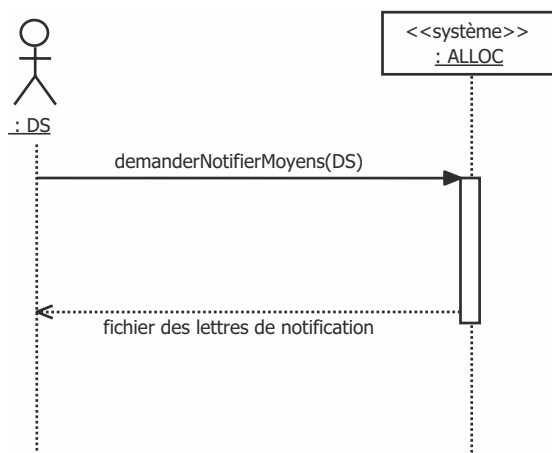 <<système>>
: ALLOC
: DS
demanderNotifierMoyens(DS)
fichier des lettres de notification